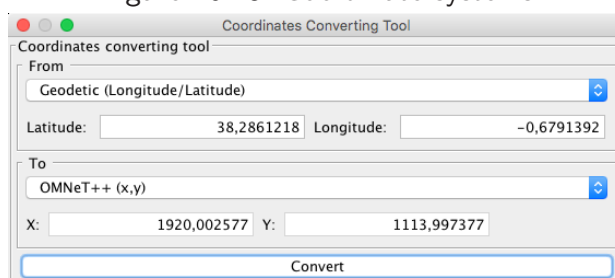 Coordinates Converting Tool
Coordinates converting tool
From
Geodetic (Longitude/Latitude)
Latitude: 38,2861218 Longitude: -0,6791392
To
OMNeT++ (x,y)
X: 1920,002577 Y: 1113,997377
Convert